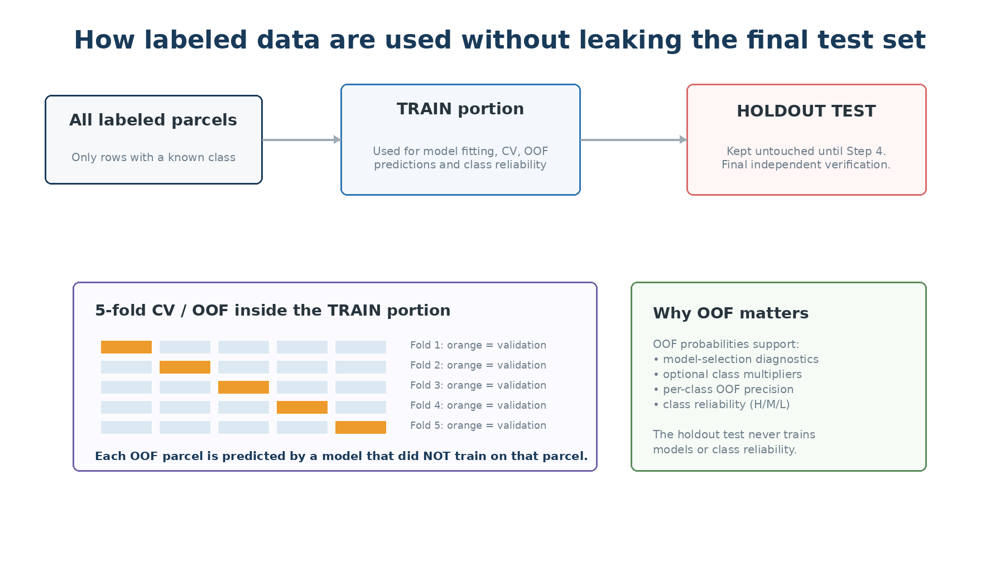 How labeled data are used without leaking the final test set
All labeled parcels
Only rows with a known class
TRAIN portion
Used for model fitting, CV, OOF
predictions and class reliability
HOLDOUT TEST
Kept untouched until Step 4.
Final independent verification.
5-fold CV / OOF inside the TRAIN portion
Fold 1: orange = validation
Fold 2: orange = validation
Fold 3: orange = validation
Fold 4: orange = validation
Fold 5: orange = validation
Each OOF parcel is predicted by a model that did NOT train on that parcel.
Why OOF matters
OOF probabilities support:
• model-selection diagnostics
• optional class multipliers
• per-class OOF precision
• class reliability (H/M/L)
The holdout test never trains
models or class reliability.